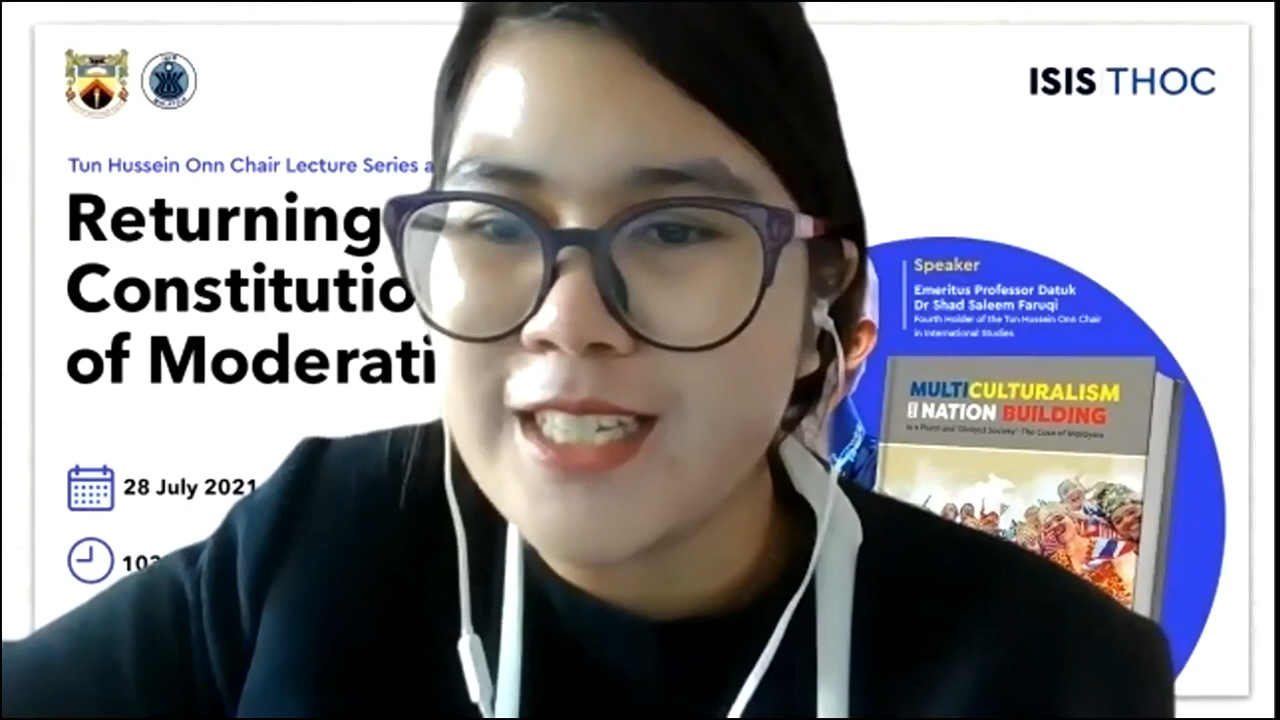 ISIS THOC
Tun Hussein Onn Chair Lecture Series a
Returning
Constitutio
of Moderati
28 July 2021
Speaker
Emeritus Professor Datuk
Dr Shad Saleem Faruqi
Fourth Holder of the Tun Hussein Onn Chair
in International Studies
MULTICULTURALISM
NATION BUILDING